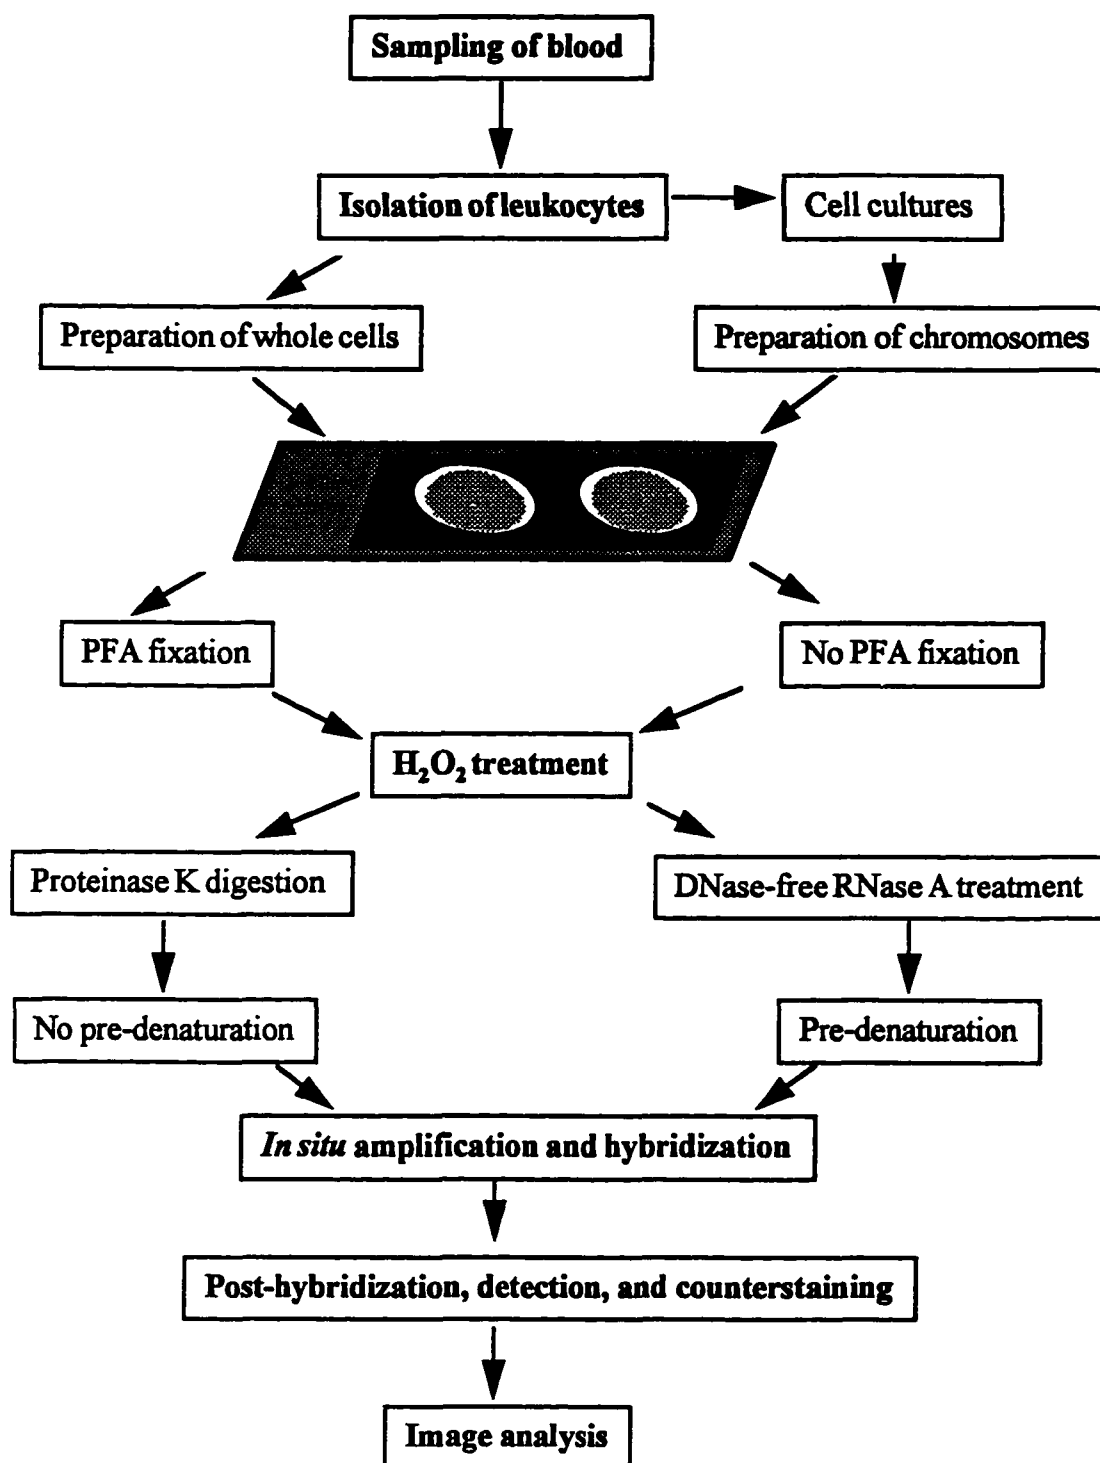 Sampling of blood
Isolation of leukocytes
Cell cultures
Preparation of whole cells
Preparation of chromosomes
PFA fixation
No PFA fixation
H₂O₂ treatment
Proteinase K digestion
DNase-free RNase A treatment
No pre-denaturation
Pre-denaturation
In situ amplification and hybridization
Post-hybridization, detection, and counterstaining
Image analysis